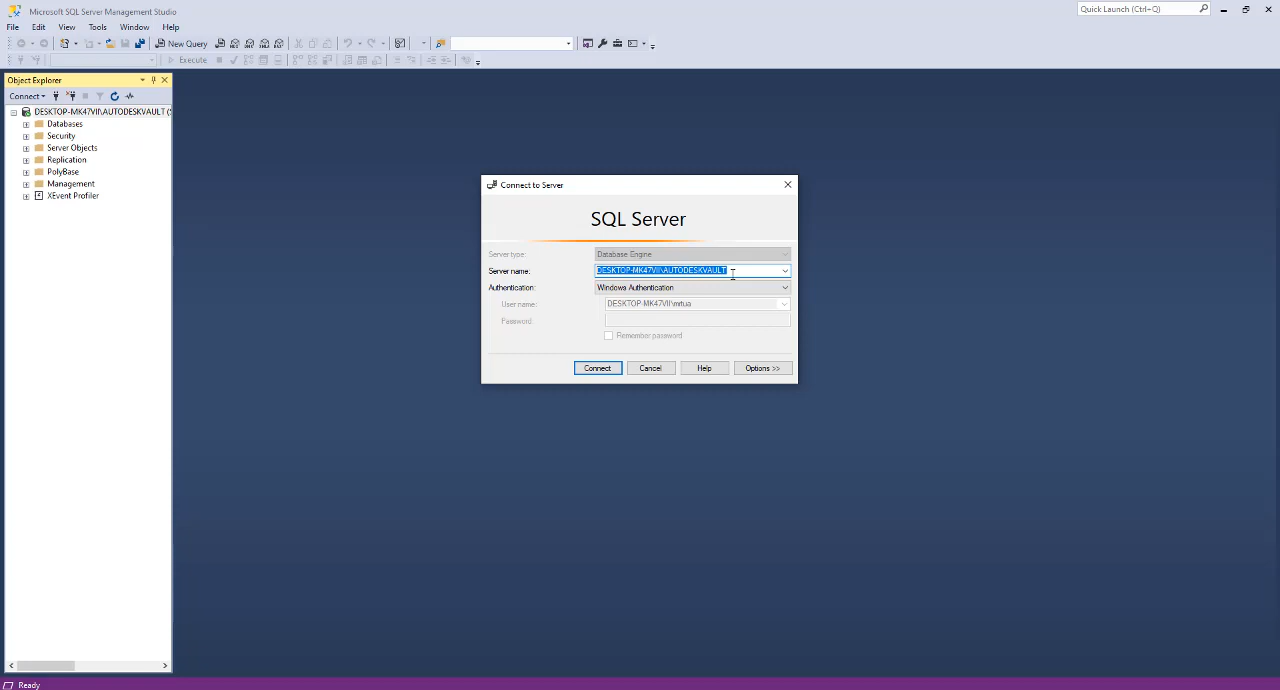 Microsoft SQL Server Management Studio
Quick Launch (Ctrl+Q)
File Edit View Tools Window Help
New Query
Execute
Object Explorer
Connect
DESKTOP-MK47VII\AUTODESKVAULT (S
Databases
Security
Server Objects
Replication
PolyBase
Management
XEvent Profiler
Connect to Server
SQL Server
Server type: Database Engine
Server name: DESKTOP-MK47VII\AUTODESKVAULT
Authentication: Windows Authentication
User name: DESKTOP-MK47VII\mrtua
Password:
Remember password
Connect Cancel Help Options >>
Ready